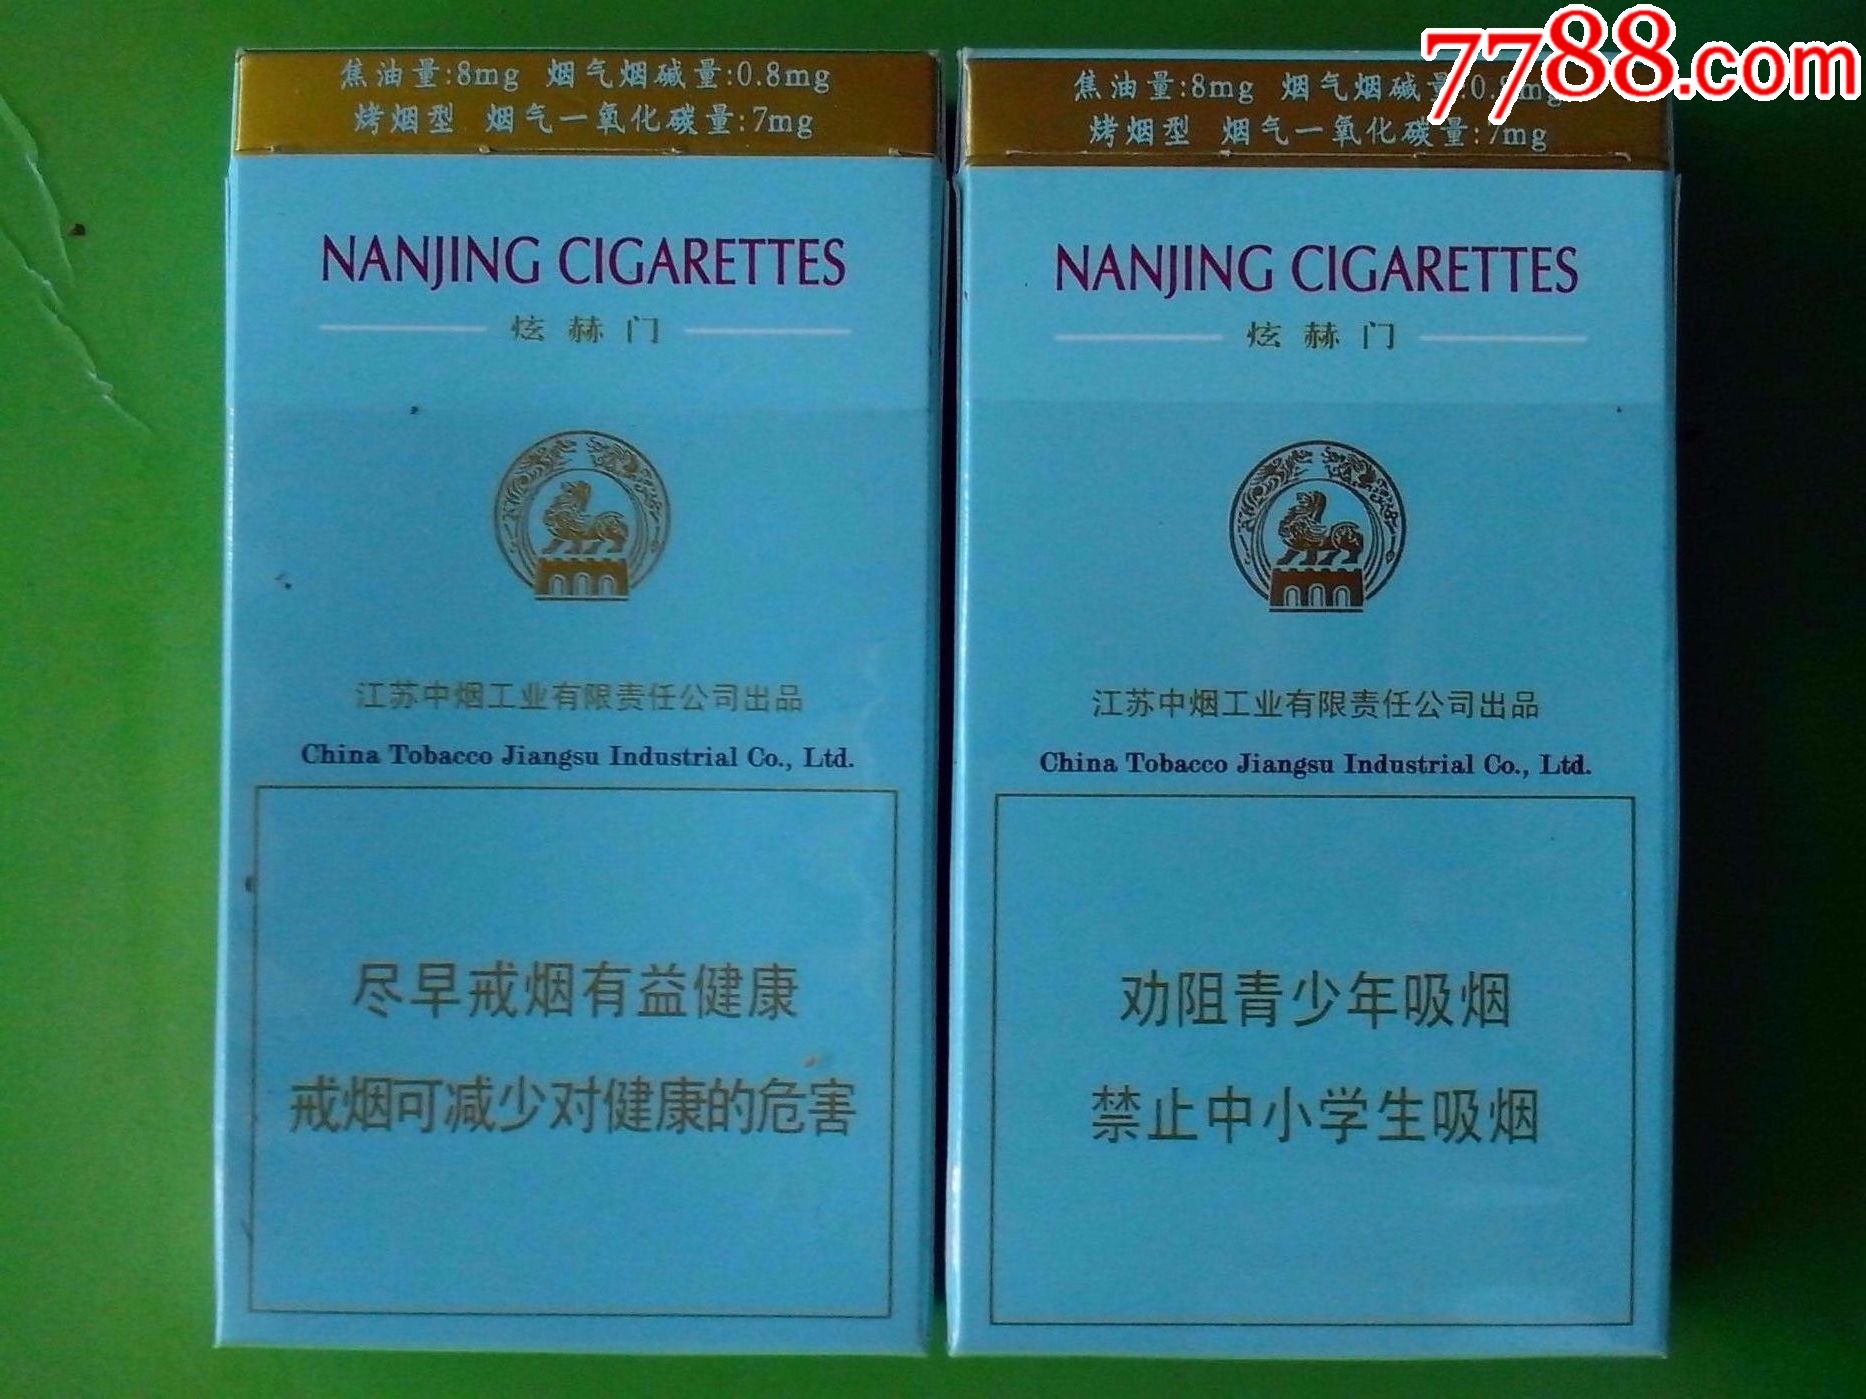 7788.com
焦油量:8mg 烟气烟碱量:0.8mg
烤烟型 烟气一氧化碳量:7mg
NANJING CIGARETTES
炫赫门
江苏中烟工业有限责任公司出品
China Tobacco Jiangsu Industrial Co., Ltd.
尽早戒烟有益健康
戒烟可减少对健康的危害
焦油量:8mg 烟气烟碱量:0.8mg
烤烟型 烟气一氧化碳量:7mg
NANJING CIGARETTES
炫赫门
江苏中烟工业有限责任公司出品
China Tobacco Jiangsu Industrial Co., Ltd.
劝阻青少年吸烟
禁止中小学生吸烟